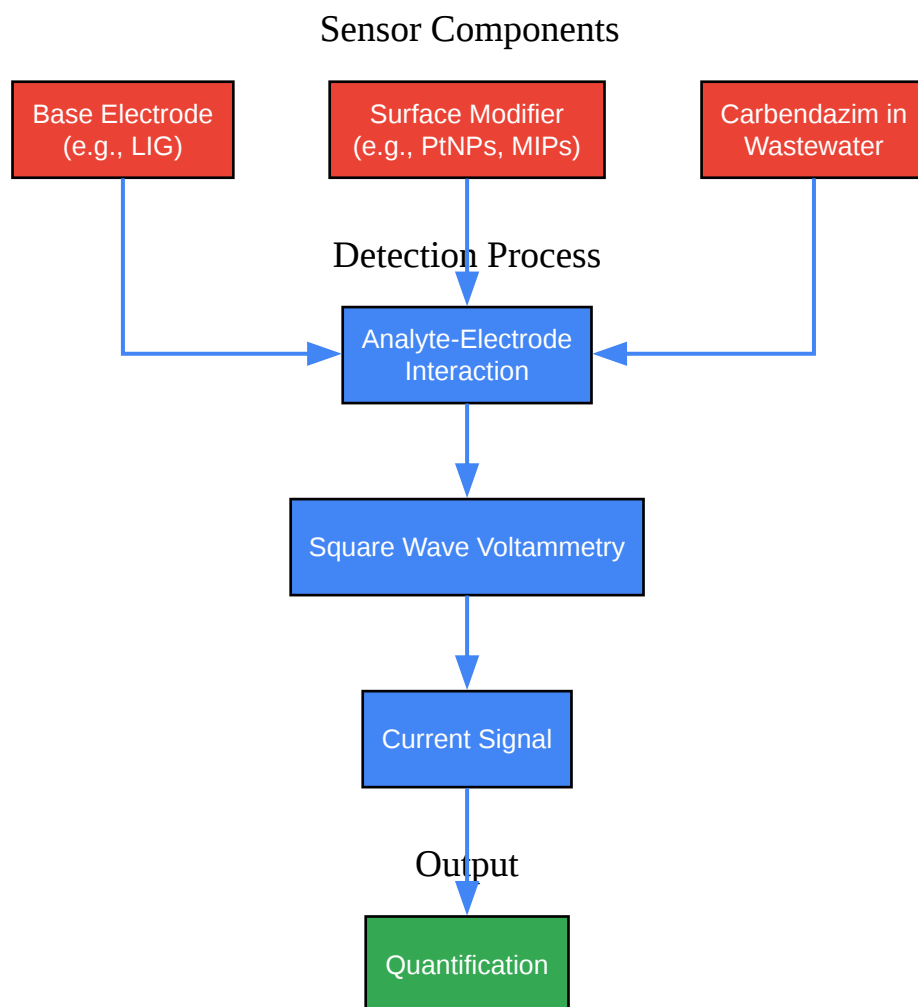 Sensor Components
Base Electrode
(e.g., LIG)
Surface Modifier
(e.g., PtNPs, MIPs)
Carbendazim in
Wastewater
Detection Process
Analyte-Electrode
Interaction
Square Wave Voltammetry
Current Signal
Output
Quantification